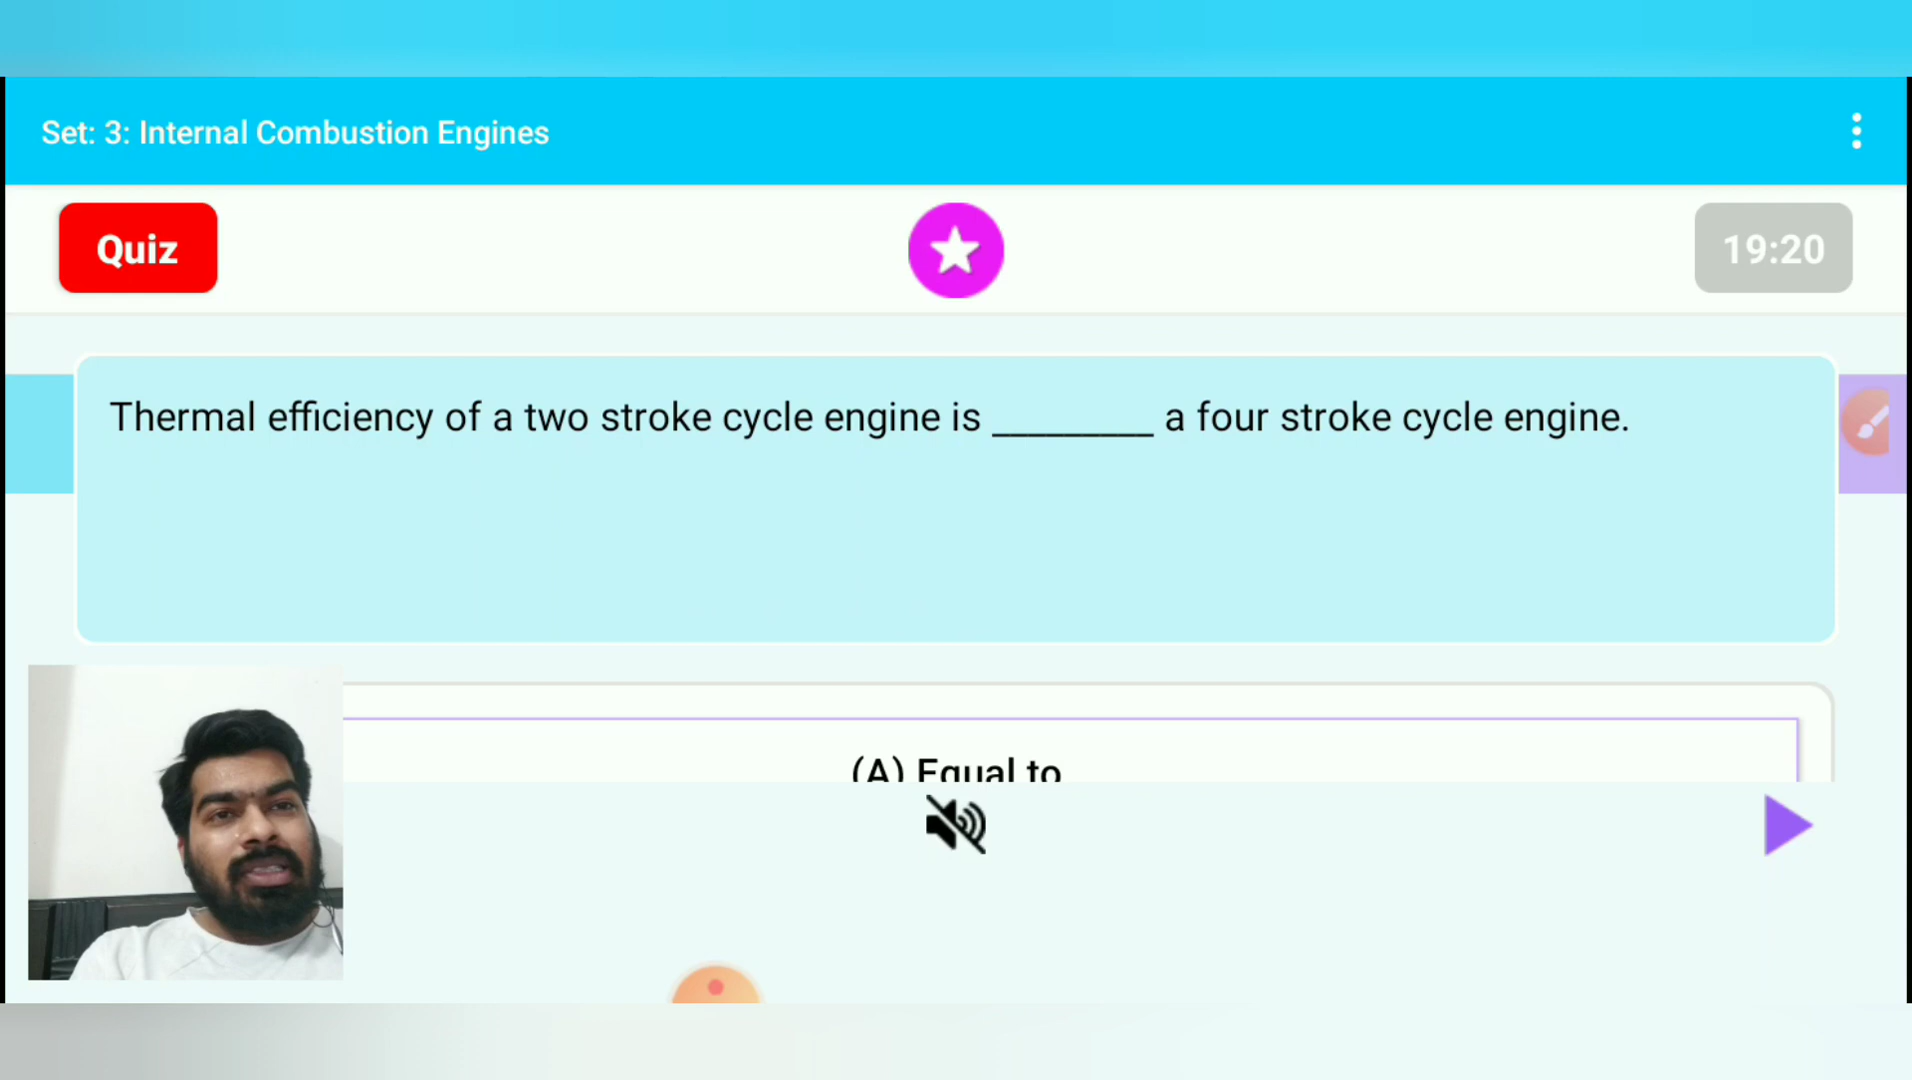 Set: 3: Internal Combustion Engines
Quiz
19:20
Thermal efficiency of a two stroke cycle engine is ________ a four stroke cycle engine.
(A) Equal to